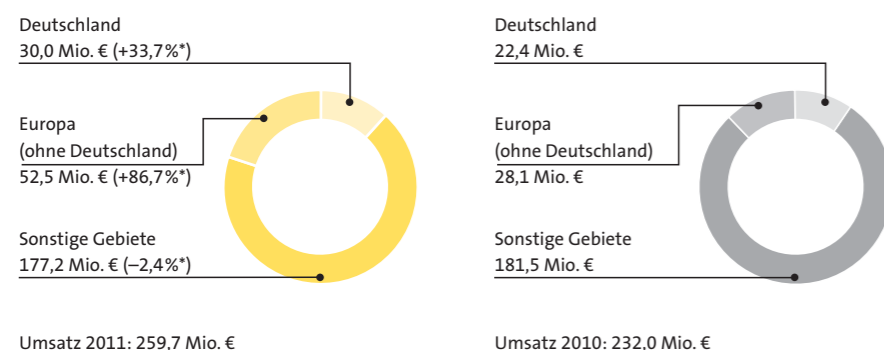 Deutschland
30,0 Mio. € (+33,7%*)
Europa
(ohne Deutschland)
52,5 Mio. € (+86,7%*)
Sonstige Gebiete
177,2 Mio. € (–2,4%*)
Umsatz 2011: 259,7 Mio. €
Deutschland
22,4 Mio. €
Europa
(ohne Deutschland)
28,1 Mio. €
Sonstige Gebiete
181,5 Mio. €
Umsatz 2010: 232,0 Mio. €